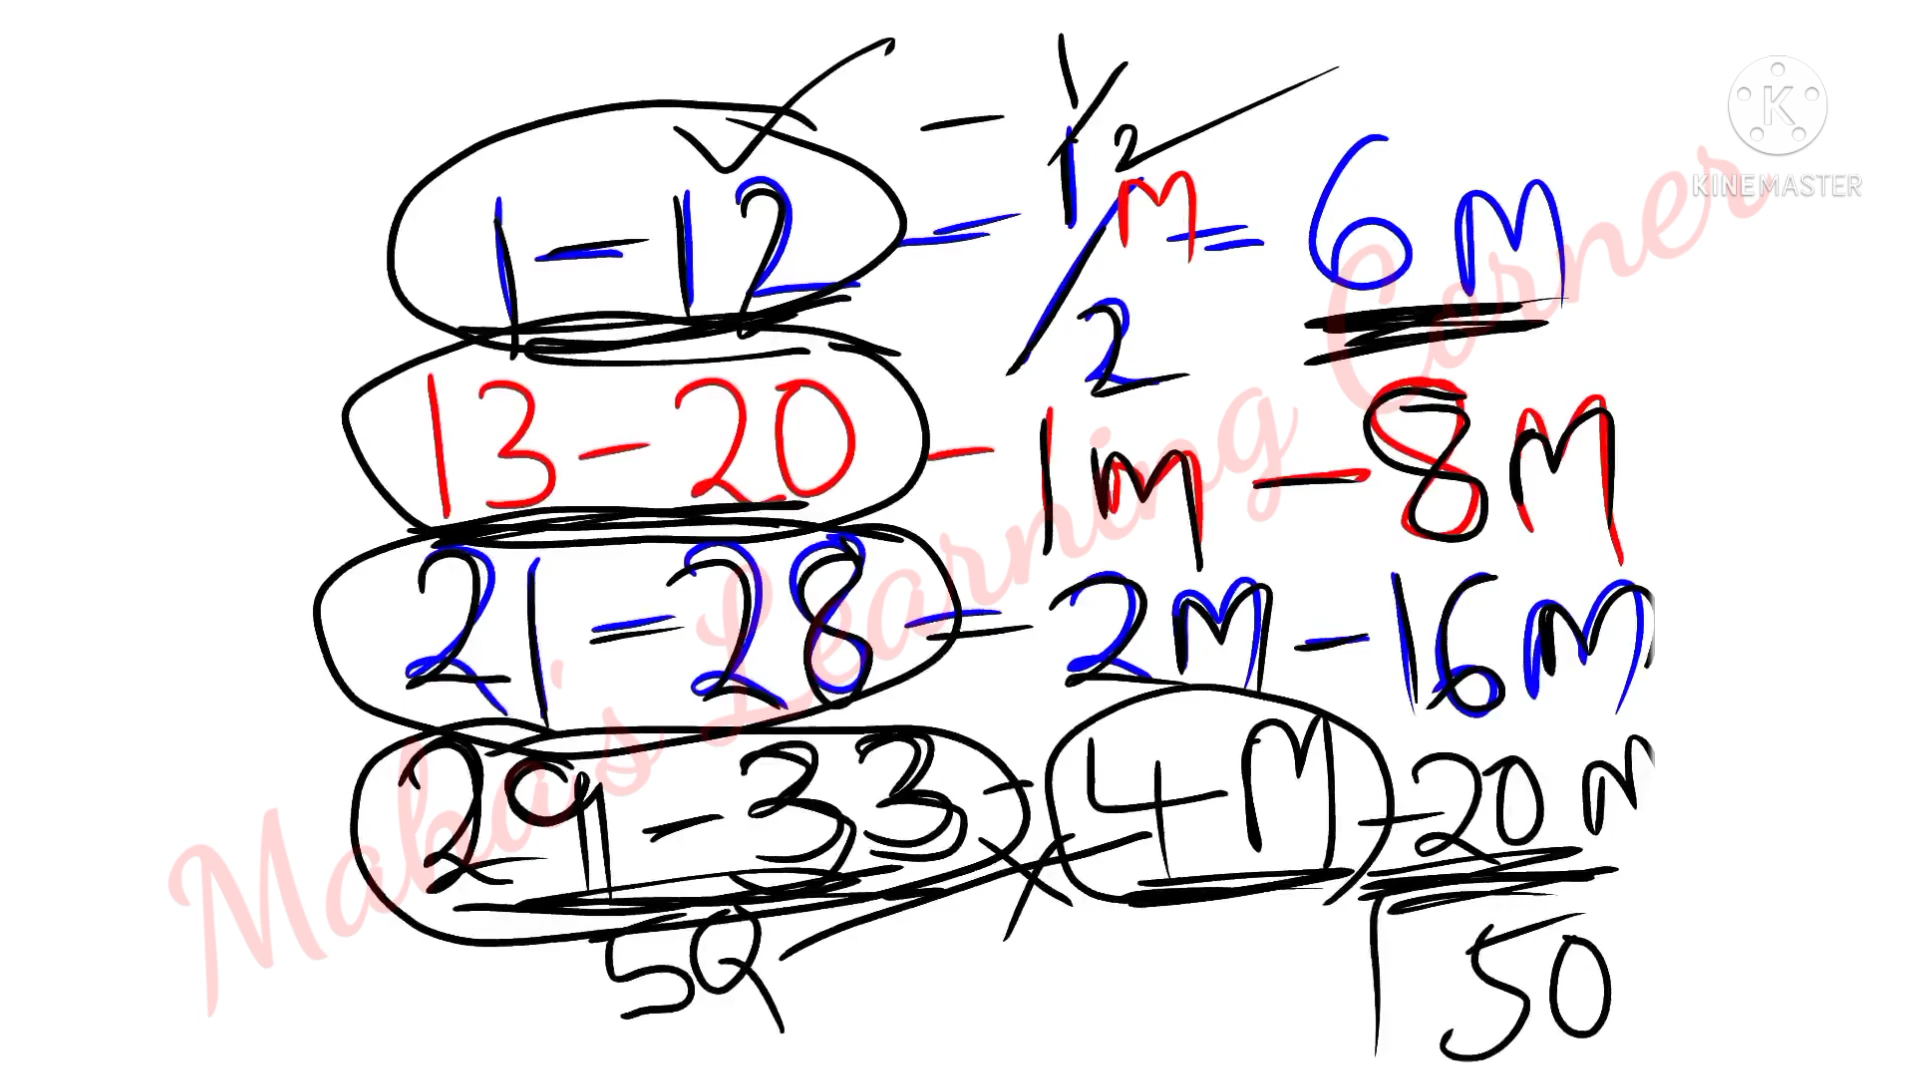 1-12 = 1/2 M = 6M
13-20 - 1m - 8M
21-28 = 2M - 16M
29-33 - 4M - 20M
5Q
50
Maka's Learning Corner
KINEMASTER